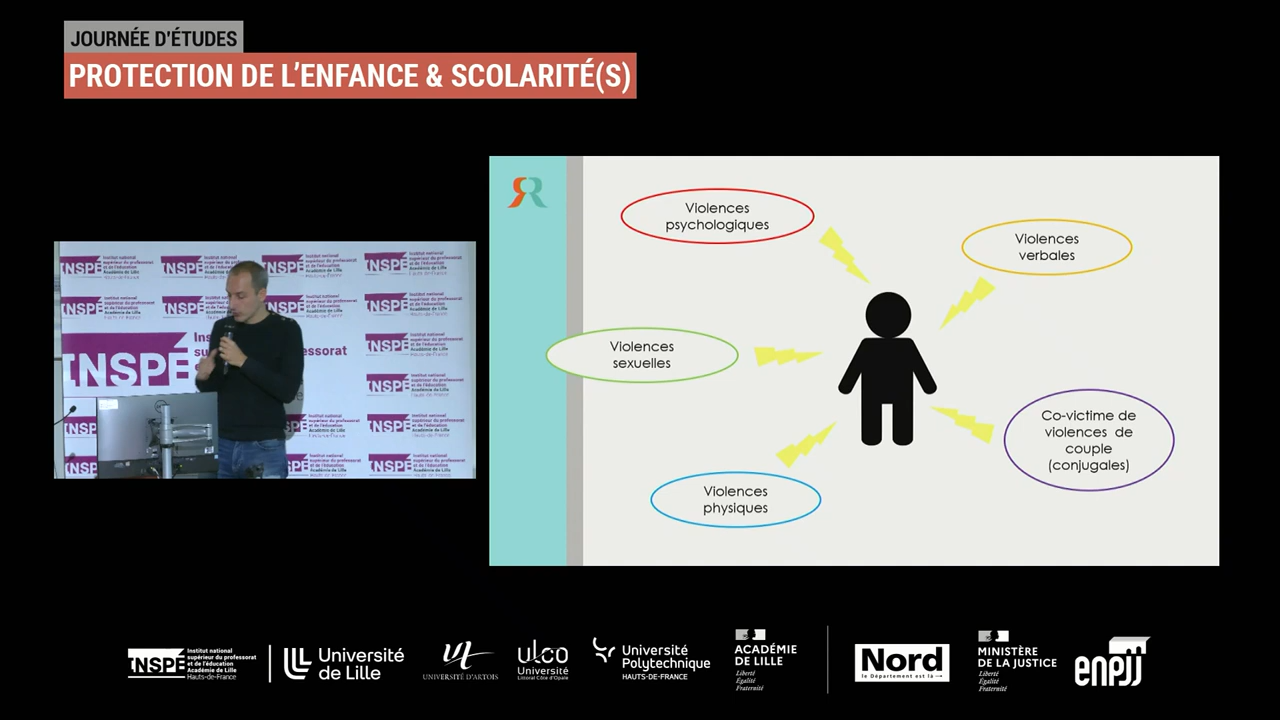 JOURNÉE D'ÉTUDES
PROTECTION DE L'ENFANCE & SCOLARITÉ(S)
Violences
psychologiques
Violences
verbales
Violences
sexuelles
Co-victime de
violences de
couple
(conjugales)
Violences
physiques
INSPÉ
Institut national
supérieur du professorat
et de l'éducation
Académie de Lille
Hauts-de-France
Université
de Lille
UNIVERSITÉ D'ARTOIS
ULCO
Université
Littoral Côte d'Opale
Université
Polytechnique
HAUTS-DE-FRANCE
ACADÉMIE
DE LILLE
Liberté
Égalité
Fraternité
Nord
le Département est là
MINISTÈRE
DE LA JUSTICE
Liberté
Égalité
Fraternité
enpjj